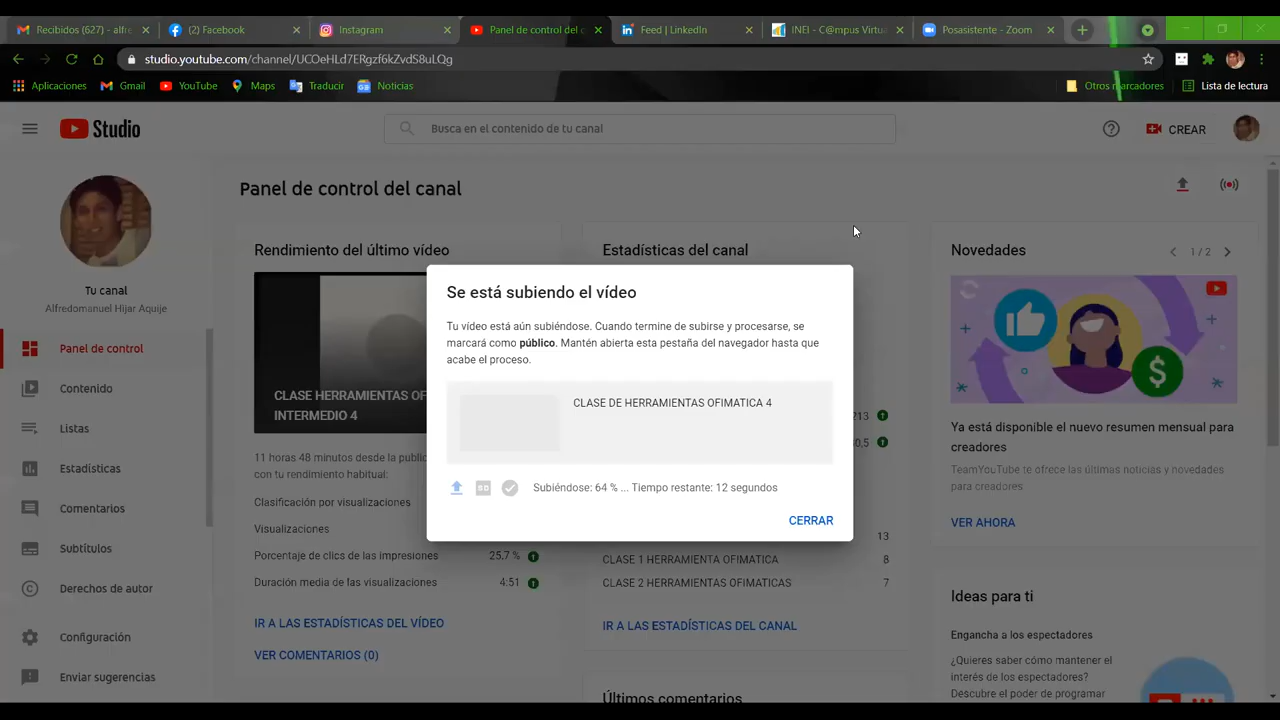 Recibidos (627) - alfre
(2) Facebook
Instagram
Panel de control del c
Feed | LinkedIn
INEI - C@mpus Virtua
Posasistente - Zoom
studio.youtube.com/channel/UCOeHLd7ERgzf6kZvdS8uLQg
Aplicaciones
Gmail
YouTube
Maps
Traducir
Noticias
Otros marcadores
Lista de lectura
Studio
Busca en el contenido de tu canal
CREAR
Tu canal
Alfredomanuel Hijar Aquije
Panel de control
Contenido
Listas
Estadísticas
Comentarios
Subtítulos
Derechos de autor
Configuración
Enviar sugerencias
Panel de control del canal
Rendimiento del último vídeo
CLASE HERRAMIENTAS OF
INTERMEDIO 4
11 horas 48 minutos desde la public
con tu rendimiento habitual:
Clasificación por visualizaciones
Visualizaciones
Porcentaje de clics de las impresiones
25,7 %
Duración media de las visualizaciones
4:51
IR A LAS ESTADÍSTICAS DEL VÍDEO
VER COMENTARIOS (0)
Se está subiendo el vídeo
Tu vídeo está aún subiéndose. Cuando termine de subirse y procesarse, se
marcará como público. Mantén abierta esta pestaña del navegador hasta que
acabe el proceso.
CLASE DE HERRAMIENTAS OFIMATICA 4
Subiéndose: 64 % ... Tiempo restante: 12 segundos
CERRAR
Estadísticas del canal
213
0,5
13
CLASE 1 HERRAMIENTA OFIMATICA
8
CLASE 2 HERRAMIENTAS OFIMATICAS
7
IR A LAS ESTADÍSTICAS DEL CANAL
Últimos comentarios
Novedades
1 / 2
Ya está disponible el nuevo resumen mensual para
creadores
TeamYouTube te ofrece las últimas noticias y novedades
para creadores
VER AHORA
Ideas para ti
Engancha a los espectadores
¿Quieres saber cómo mantener el
interés de los espectadores?
Descubre el poder de programar